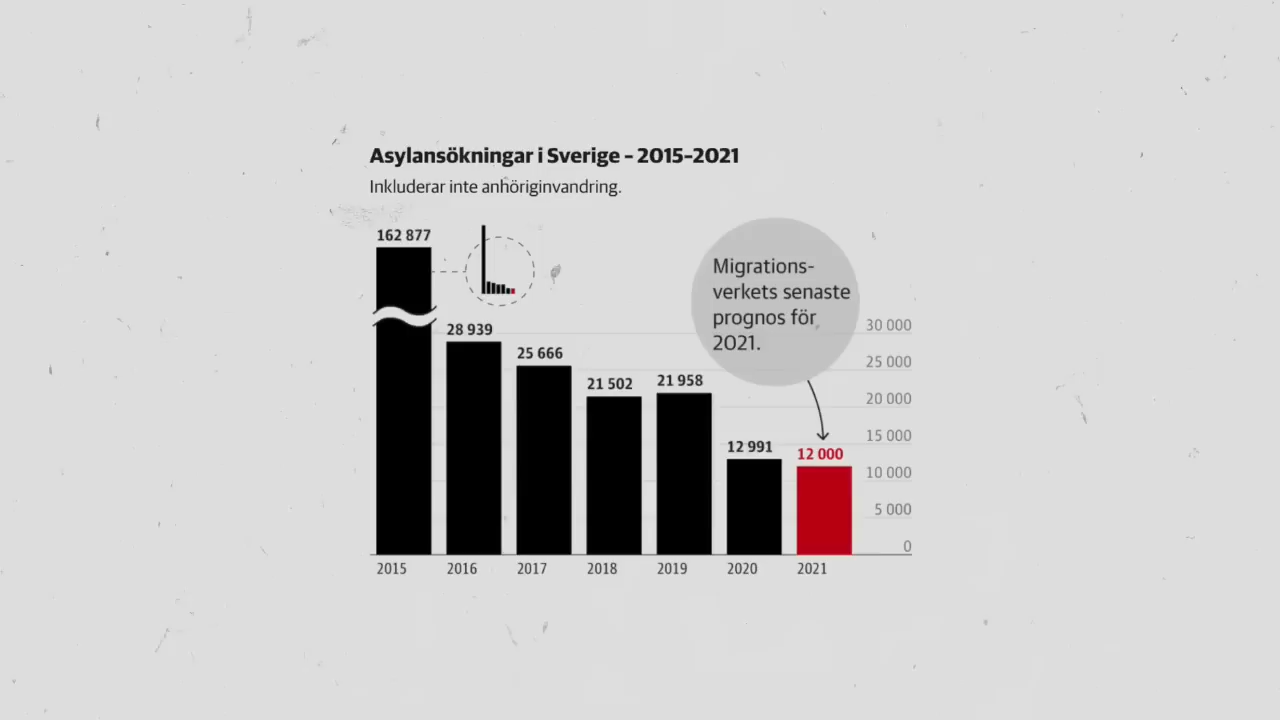 Asylansökningar i Sverige – 2015–2021
Inkluderar inte anhöriginvandring.
162 877
28 939
25 666
21 502
21 958
12 991
12 000
Migrations-
verkets senaste
prognos för
2021.
30 000
25 000
20 000
15 000
10 000
5 000
0
2015 2016 2017 2018 2019 2020 2021